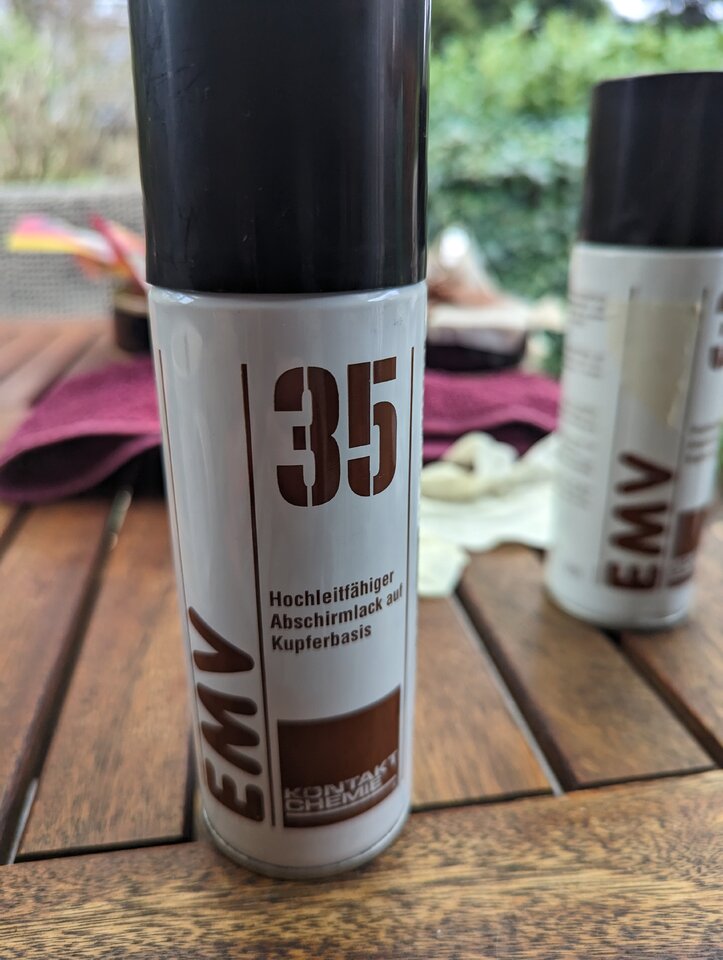 35
Hochleitfähiger
Abschirmlack auf
Kupferbasis
EMV
KONTAKT
CHEMIE
EMV